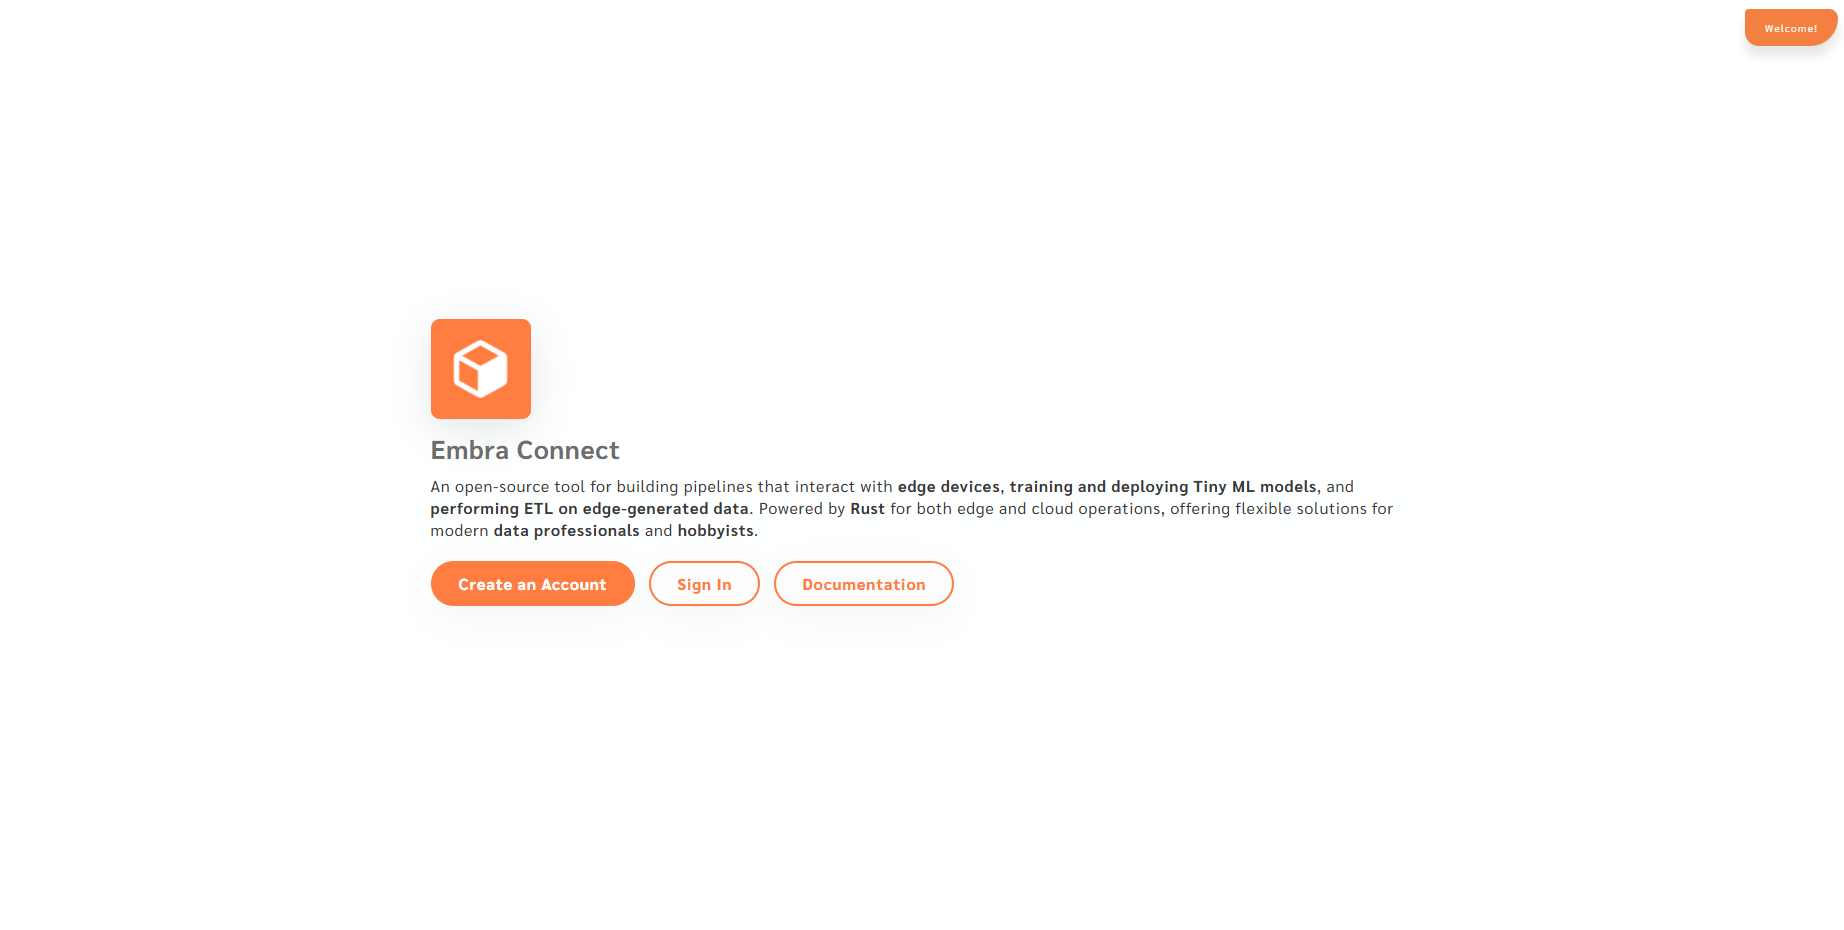 Welcome!
Embra Connect
An open-source tool for building pipelines that interact with edge devices, training and deploying Tiny ML models, and
performing ETL on edge-generated data. Powered by Rust for both edge and cloud operations, offering flexible solutions for
modern data professionals and hobbyists.
Create an Account
Sign In
Documentation